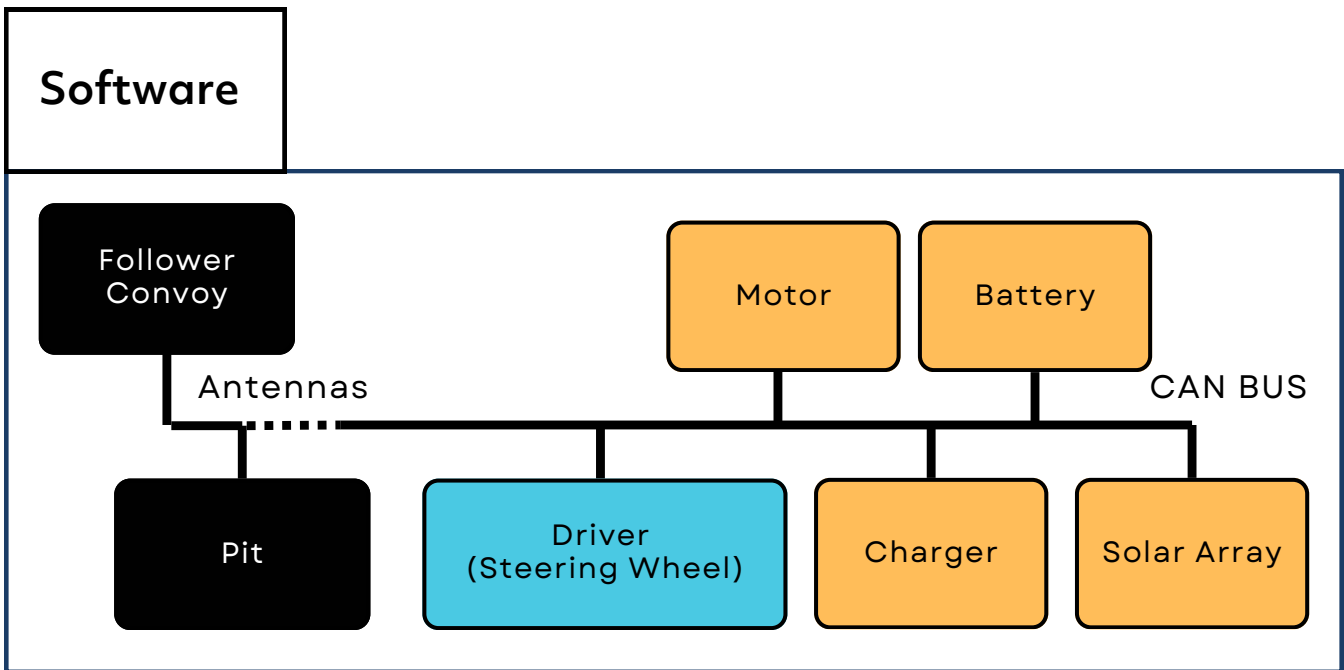 Software
Follower
Convoy
Motor
Battery
Antennas
CAN BUS
Pit
Driver
(Steering Wheel)
Charger
Solar Array